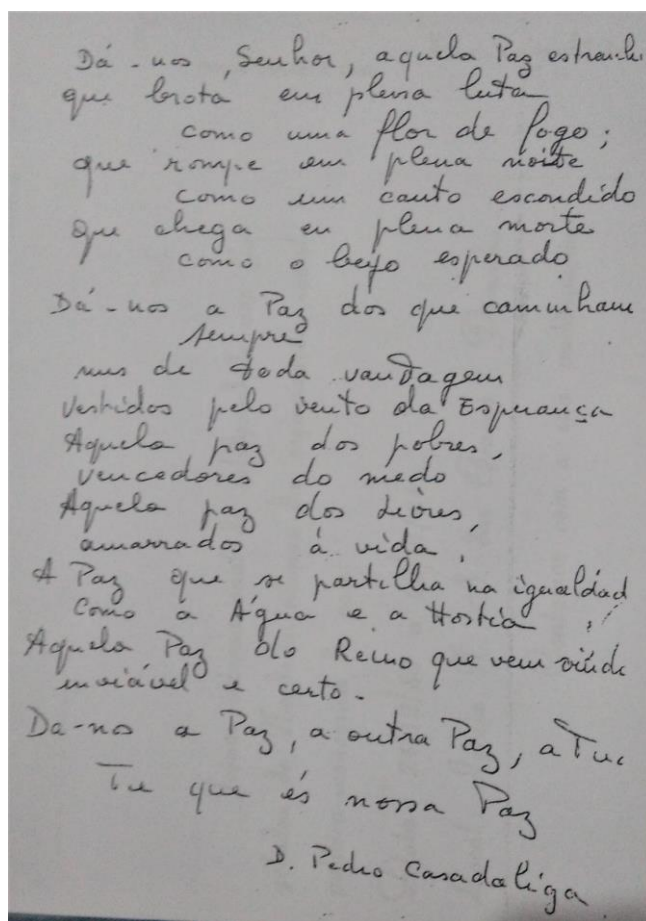 Dá-nos, Senhor, aquela Paz estranh
que brota em plena luta
como uma flor de fogo;
que rompe em plena noite
como um canto escondido
que chega en plena morte
como o beijo esperado
Dá-nos a Paz dos que caminham
sempre
nus de toda vantagem
vestidos pelo vento da Esperança
Aquela paz dos pobres,
vencedores do medo
Aquela paz dos livres,
amarrados à vida.
A Paz que se partilha na igualdad
como a Água e a Hostia
Aquela Paz do Reino que vem vind
inviável e certo.
Da-nos a Paz, a outra Paz, a Tua
Tu que és nossa Paz
D. Pedro Casadaliga